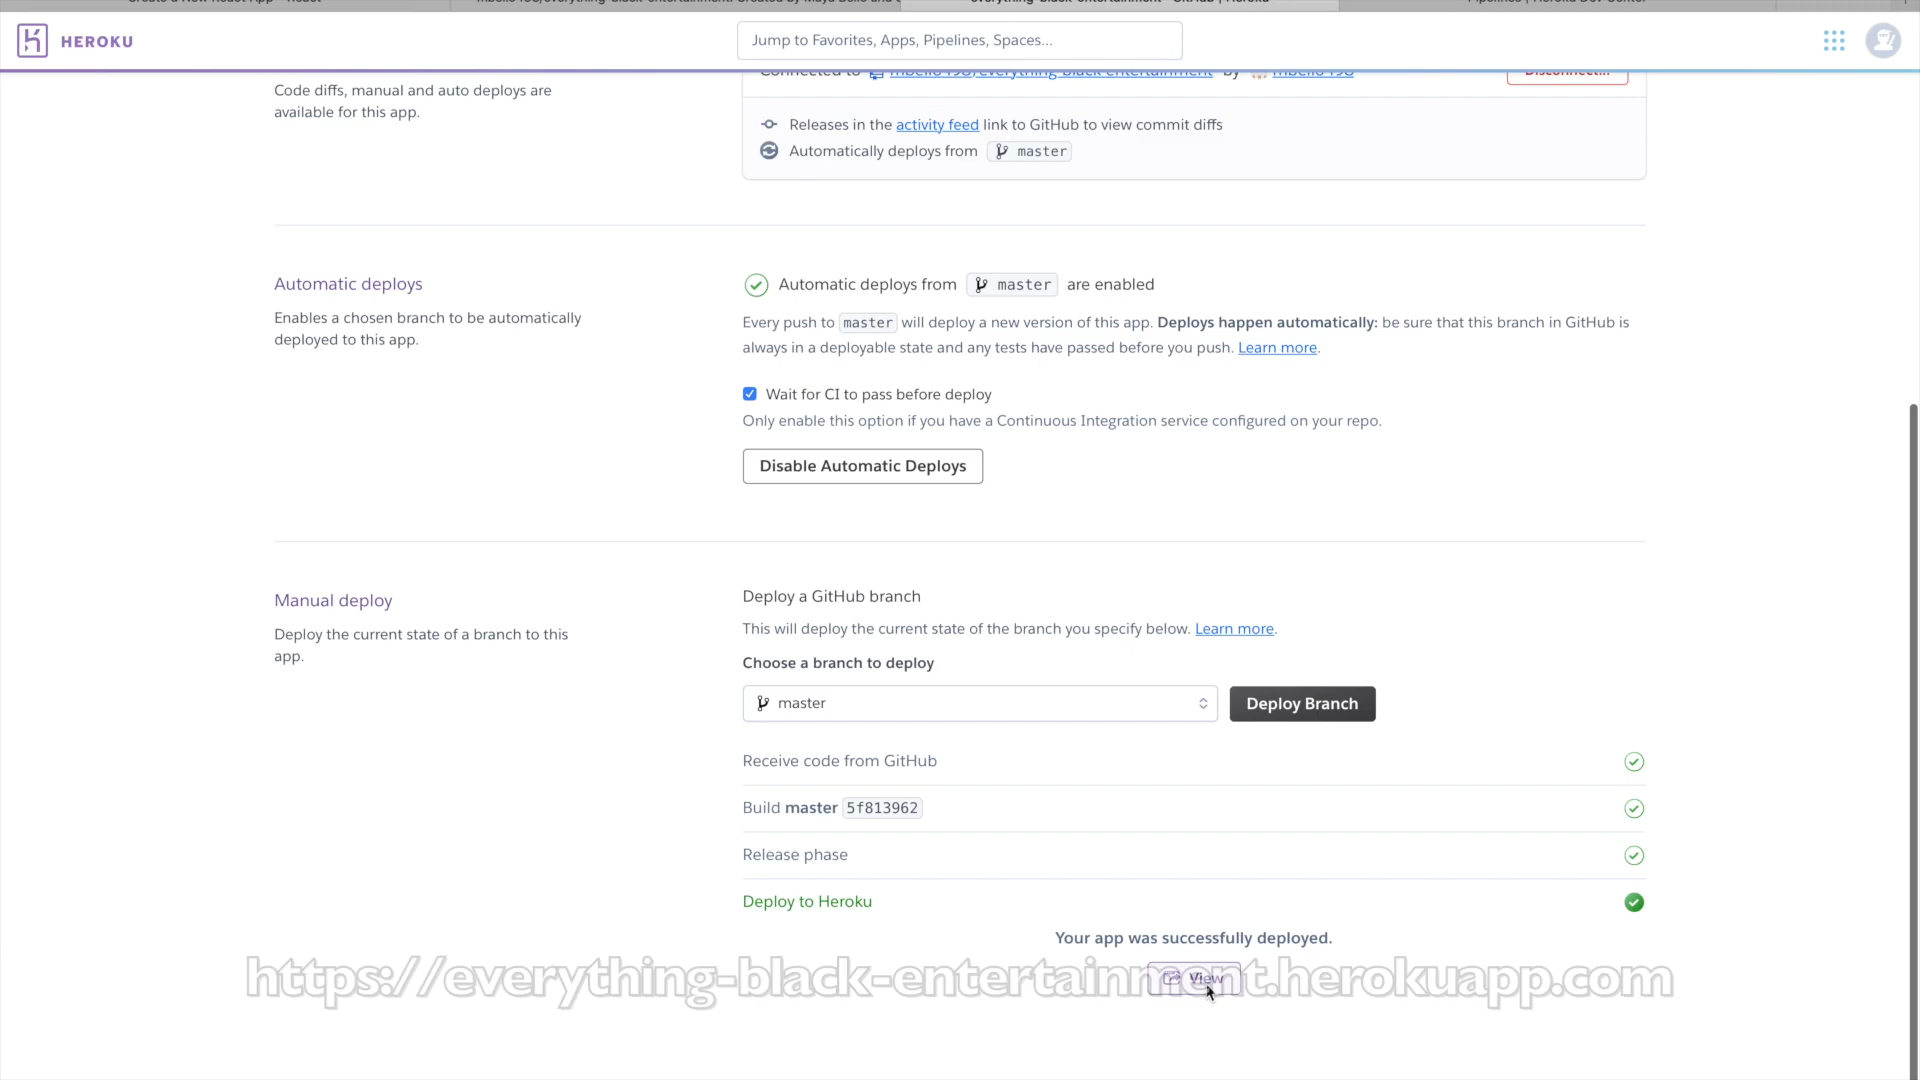 HEROKU
Jump to Favorites, Apps, Pipelines, Spaces...
Code diffs, manual and auto deploys are
available for this app.
Releases in the activity feed link to GitHub to view commit diffs
Automatically deploys from master
Automatic deploys
Enables a chosen branch to be automatically
deployed to this app.
Automatic deploys from master are enabled
Every push to master will deploy a new version of this app. Deploys happen automatically: be sure that this branch in GitHub is
always in a deployable state and any tests have passed before you push. Learn more.
Wait for CI to pass before deploy
Only enable this option if you have a Continuous Integration service configured on your repo.
Disable Automatic Deploys
Manual deploy
Deploy the current state of a branch to this
app.
Deploy a GitHub branch
This will deploy the current state of the branch you specify below. Learn more.
Choose a branch to deploy
master
Deploy Branch
Receive code from GitHub
Build master 5f813962
Release phase
Deploy to Heroku
Your app was successfully deployed.
View
https://everything-black-entertainment.herokuapp.com